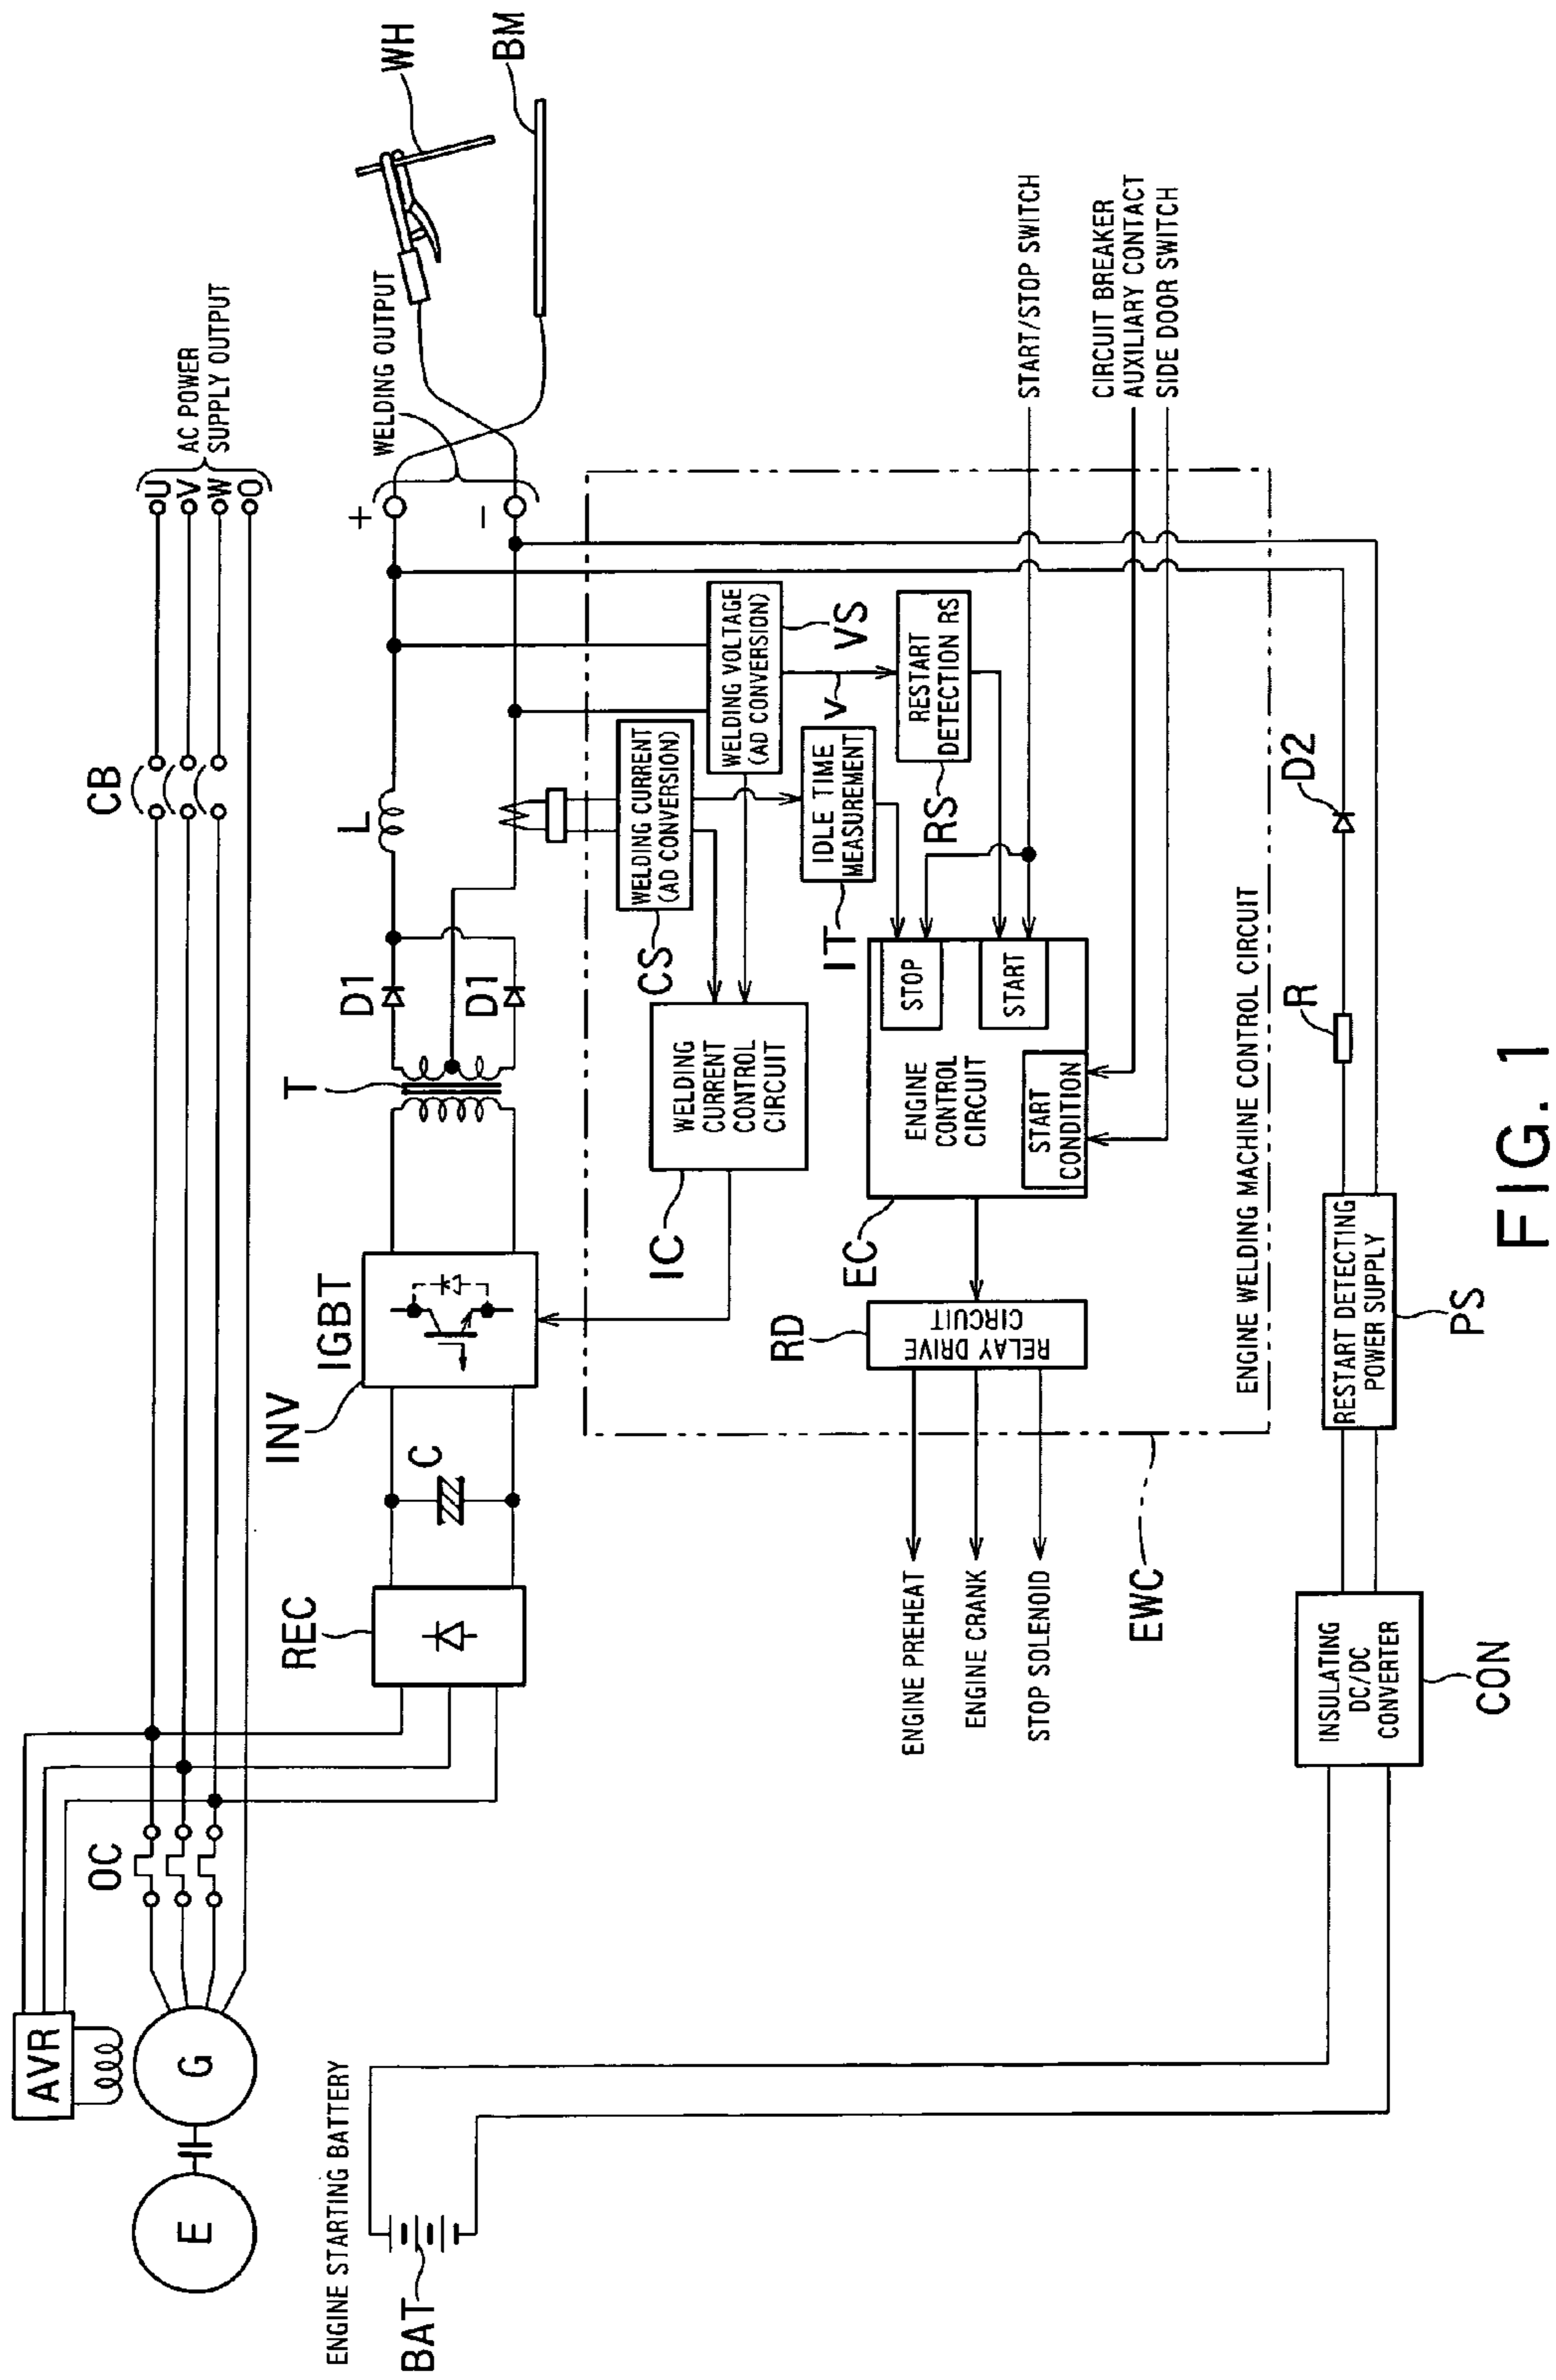 AVR
G
E
OC
CB
U
V
W
O
AC POWER
SUPPLY OUTPUT
REC
C
INV
IGBT
T
D1
D1
L
+
−
WELDING OUTPUT
WH
BM
WELDING CURRENT
(AD CONVERSION)
CS
WELDING VOLTAGE
(AD CONVERSION)
VS
V
WELDING
CURRENT
CONTROL
CIRCUIT
IC
IDLE TIME
MEASUREMENT
IT
RESTART
DETECTION RS
RS
STOP
START
ENGINE
CONTROL
CIRCUIT
START
CONDITION
EC
RELAY DRIVE
CIRCUIT
RD
START/STOP SWITCH
CIRCUIT BREAKER
AUXILIARY CONTACT
SIDE DOOR SWITCH
ENGINE PREHEAT
ENGINE CRANK
STOP SOLENOID
EWC
ENGINE WELDING MACHINE CONTROL CIRCUIT
ENGINE STARTING BATTERY
BAT
INSULATING
DC/DC
CONVERTER
CON
RESTART DETECTING
POWER SUPPLY
PS
R
D2
FIG. 1